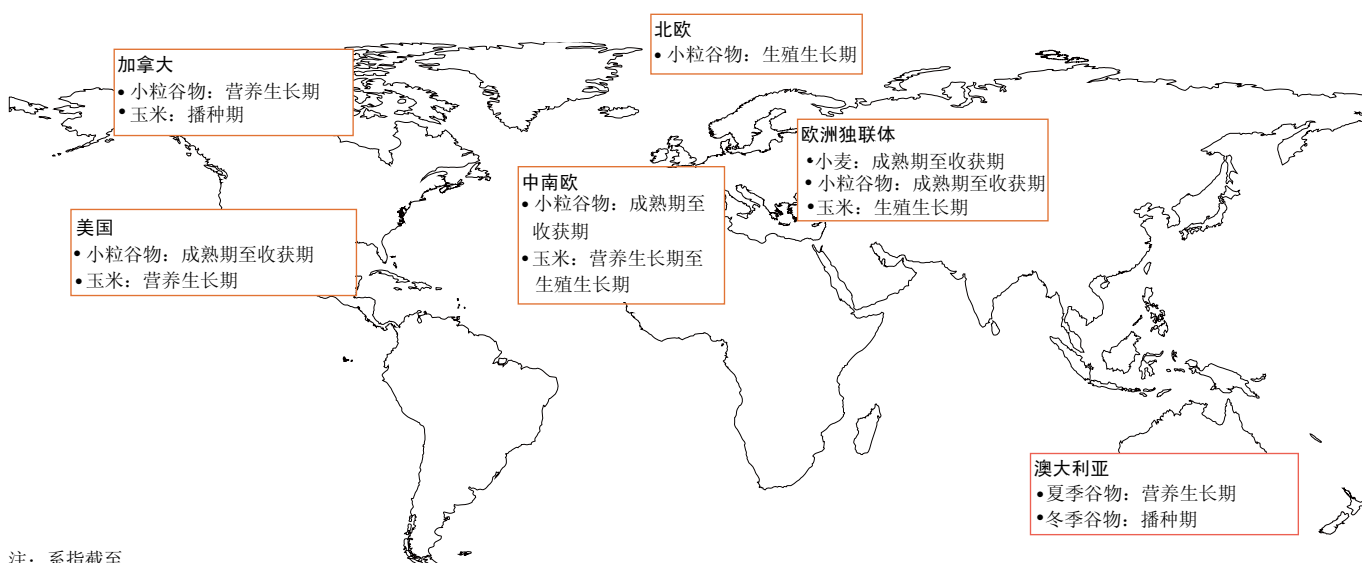 北欧
•小粒谷物：生殖生长期
加拿大
•小粒谷物：营养生长期
•玉米：播种期
欧洲独联体
•小麦：成熟期至收获期
•小粒谷物：成熟期至收获期
•玉米：生殖生长期
中南欧
•小粒谷物：成熟期至
收获期
•玉米：营养生长期至
生殖生长期
美国
•小粒谷物：成熟期至收获期
•玉米：营养生长期
澳大利亚
•夏季谷物：营养生长期
•冬季谷物：播种期
注：系指截至